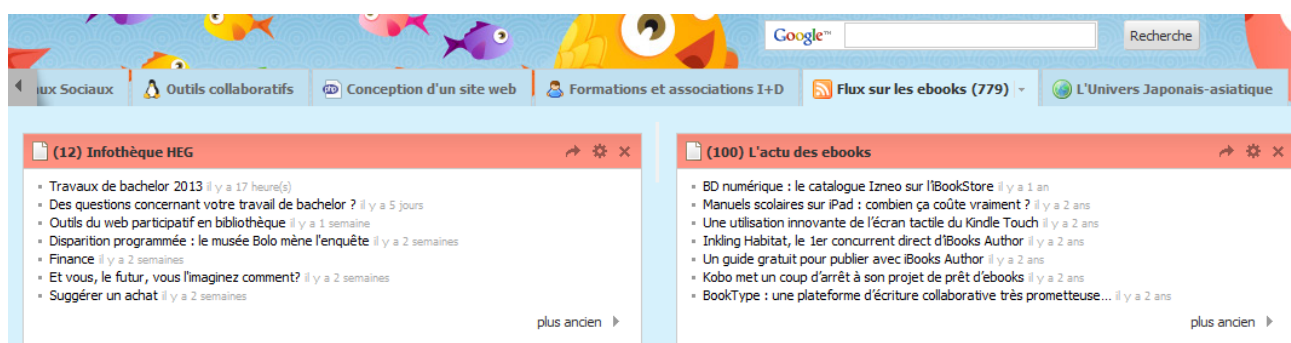 Google™ Recherche
ux Sociaux Outils collaboratifs Conception d'un site web Formations et associations I+D Flux sur les ebooks (779) L'Univers Japonais-asiatique
(12) Infothèque HEG
Travaux de bachelor 2013 il y a 17 heure(s)
Des questions concernant votre travail de bachelor ? il y a 5 jours
Outils du web participatif en bibliothèque il y a 1 semaine
Disparition programmée : le musée Bolo mène l'enquête il y a 2 semaines
Finance il y a 2 semaines
Et vous, le futur, vous l'imaginez comment? il y a 2 semaines
Suggérer un achat il y a 2 semaines
plus ancien
(100) L'actu des ebooks
BD numérique : le catalogue Izneo sur l'iBookStore il y a 1 an
Manuels scolaires sur iPad : combien ça coûte vraiment ? il y a 2 ans
Une utilisation innovante de l'écran tactile du Kindle Touch il y a 2 ans
Inkling Habitat, le 1er concurrent direct d'iBooks Author il y a 2 ans
Un guide gratuit pour publier avec iBooks Author il y a 2 ans
Kobo met un coup d'arrêt à son projet de prêt d'ebooks il y a 2 ans
BookType : une plateforme d'écriture collaborative très prometteuse... il y a 2 ans
plus ancien